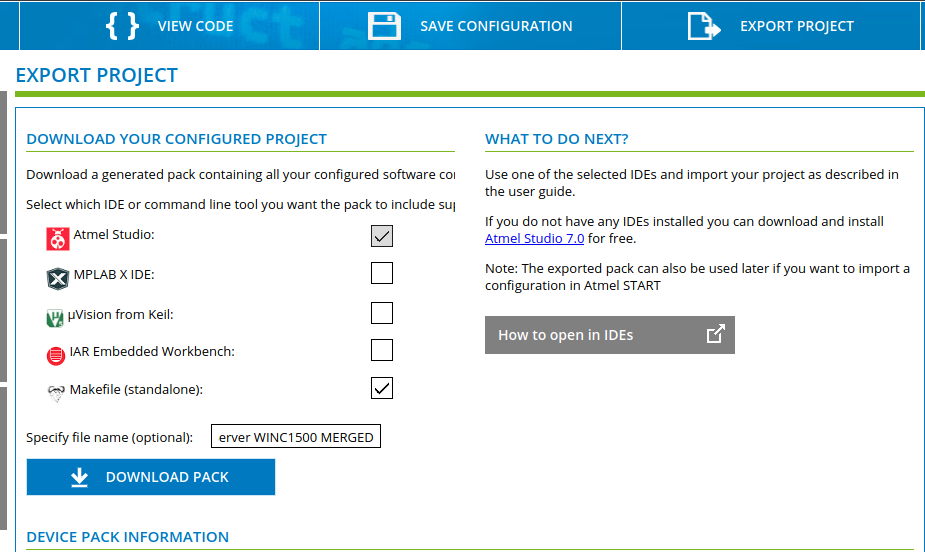 VIEW CODE
SAVE CONFIGURATION
EXPORT PROJECT
EXPORT PROJECT
DOWNLOAD YOUR CONFIGURED PROJECT
Download a generated pack containing all your configured software
Select which IDE or command line tool you want the pack to include
Atmel Studio:
MPLAB X IDE:
µVision from Keil:
IAR Embedded Workbench:
Makefile (standalone):
Specify file name (optional):
erver WINC1500 MERGED
DOWNLOAD PACK
DEVICE PACK INFORMATION
WHAT TO DO NEXT?
Use one of the selected IDEs and import your project as described in
the user guide.
If you do not have any IDEs installed you can download and install
Atmel Studio 7.0 for free.
Note: The exported pack can also be used later if you want to import a
configuration in Atmel START
How to open in IDEs